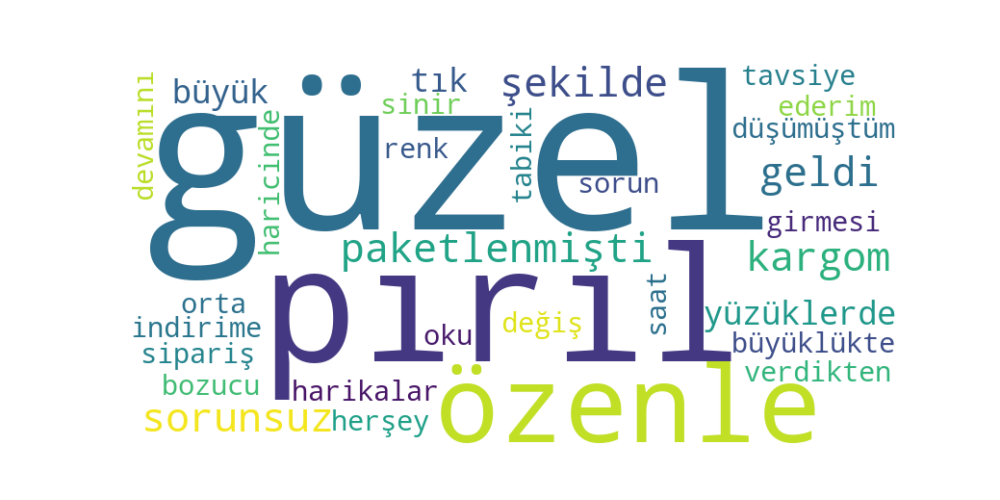 devamını
büyük
haricinde
güzel
tık
sinir
renk
şekilde
tabiki
sorun
tavsiye
ederim
düşümüştüm
geldi
girmesi
kargom
paketlenmişti
pırıl
orta
indirime
sipariş
bozucu
oku
değiş
saat
yüzüklerde
büyüklükte
verdikten
harikalar
özenle
sorunsuz
herşey